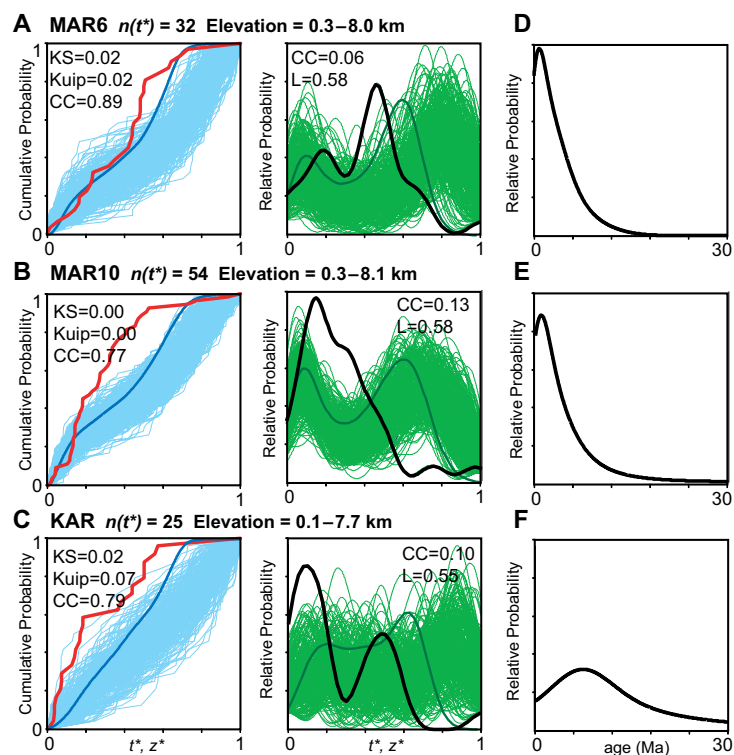 A MAR6 n(t*) = 32 Elevation = 0.3–8.0 km
D
Cumulative Probability
1
KS=0.02
Kuip=0.02
CC=0.89
0
0
1
Relative Probability
CC=0.06
L=0.58
0
1
Relative Probability
0
30
B MAR10 n(t*) = 54 Elevation = 0.3–8.1 km
E
Cumulative Probability
1
KS=0.00
Kuip=0.00
CC=0.77
0
0
1
Relative Probability
CC=0.13
L=0.58
0
1
Relative Probability
0
30
C KAR n(t*) = 25 Elevation = 0.1–7.7 km
F
Cumulative Probability
1
KS=0.02
Kuip=0.07
CC=0.79
0
0
t*, z*
1
Relative Probability
CC=0.10
L=0.55
0
t*, z*
1
Relative Probability
0
age (Ma)
30